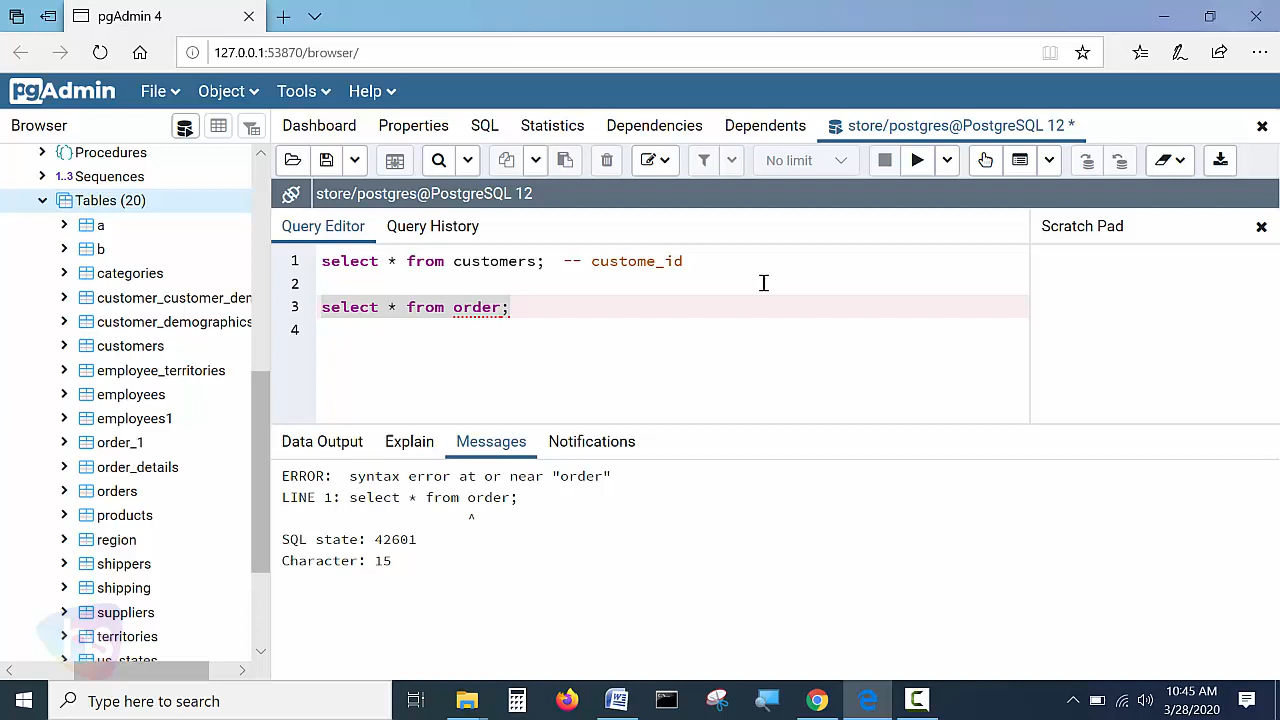 pgAdmin 4
127.0.0.1:53870/browser/
pgAdmin File Object Tools Help
Browser
Dashboard Properties SQL Statistics Dependencies Dependents store/postgres@PostgreSQL 12 *
No limit
store/postgres@PostgreSQL 12
Procedures
1..3 Sequences
Tables (20)
a
b
categories
customer_customer_den
customer_demographics
customers
employee_territories
employees
employees1
order_1
order_details
orders
products
region
shippers
shipping
suppliers
territories
us_states
Query Editor Query History
Scratch Pad
1 select * from customers; -- custome_id
2
3 select * from order;
4
Data Output Explain Messages Notifications
ERROR: syntax error at or near "order"
LINE 1: select * from order;
^
SQL state: 42601
Character: 15
Type here to search
10:45 AM
3/28/2020